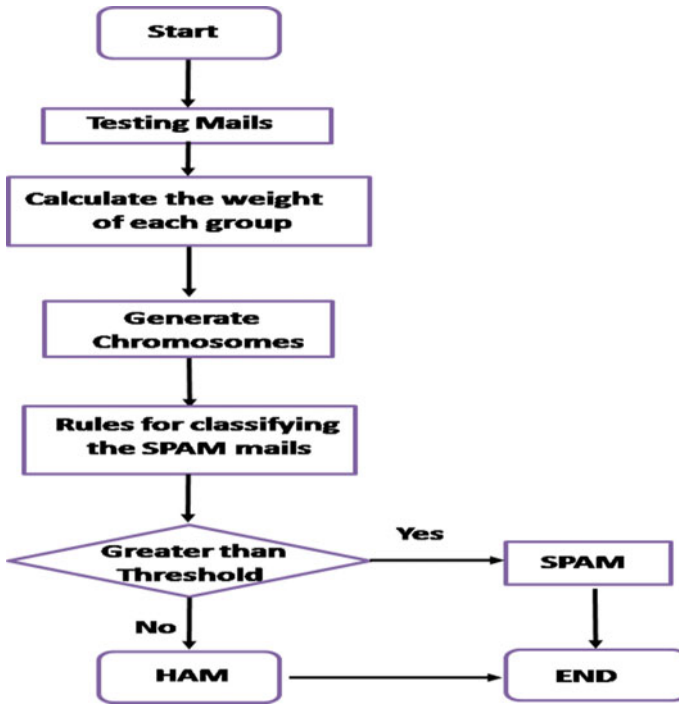 Start
Testing Mails
Calculate the weight
of each group
Generate
Chromosomes
Rules for classifying
the SPAM mails
Greater than
Threshold
Yes
SPAM
No
HAM
END